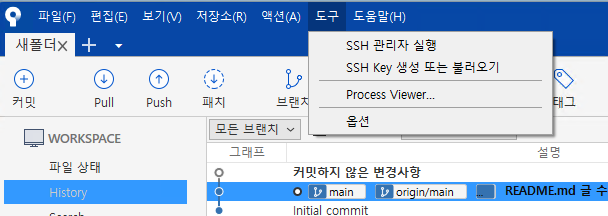 파일(F) 편집(E) 보기(V) 저장소(R) 액션(A) 도구 도움말(H)
새폴더 × +
SSH 관리자 실행
SSH Key 생성 또는 불러오기
Process Viewer...
옵션
커밋 Pull Push 패치 브랜치 태그
WORKSPACE
모든 브랜치
그래프 설명
파일 상태
커밋하지 않은 변경사항
History
main origin/main ... README.md 글 수
Initial commit
Search